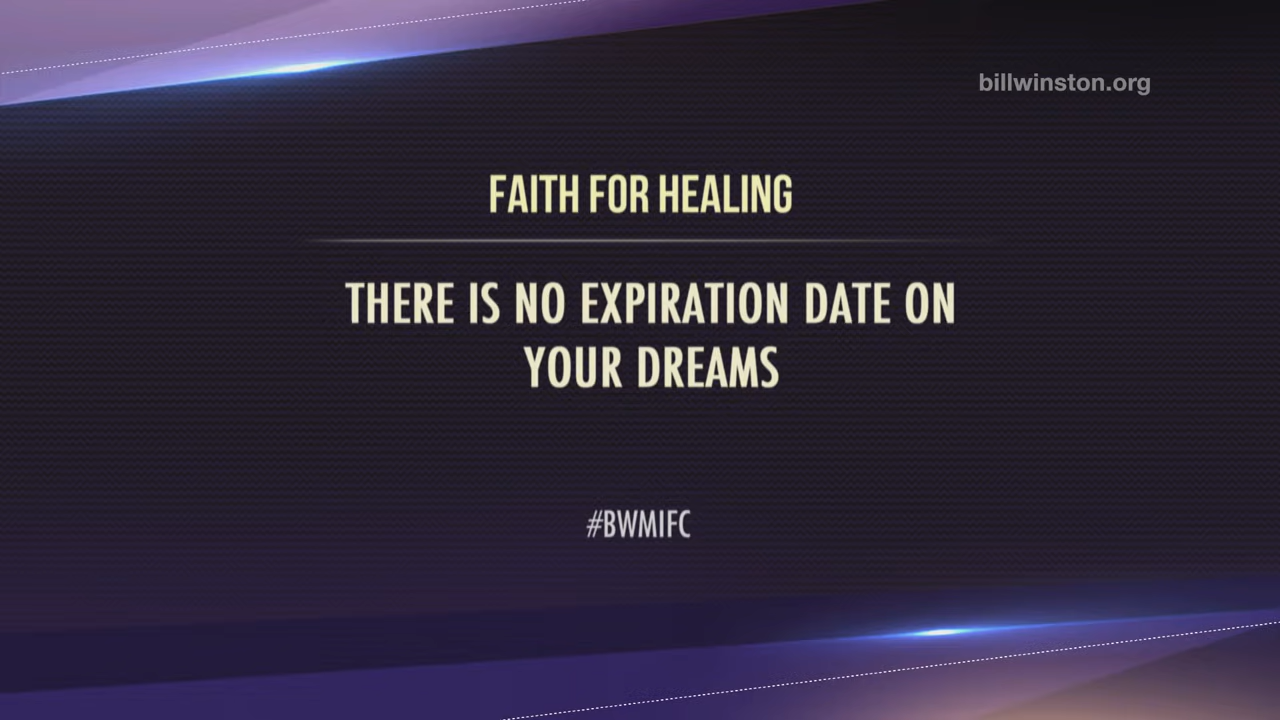 billwinston.org
FAITH FOR HEALING
THERE IS NO EXPIRATION DATE ON
YOUR DREAMS
#BWMIFC